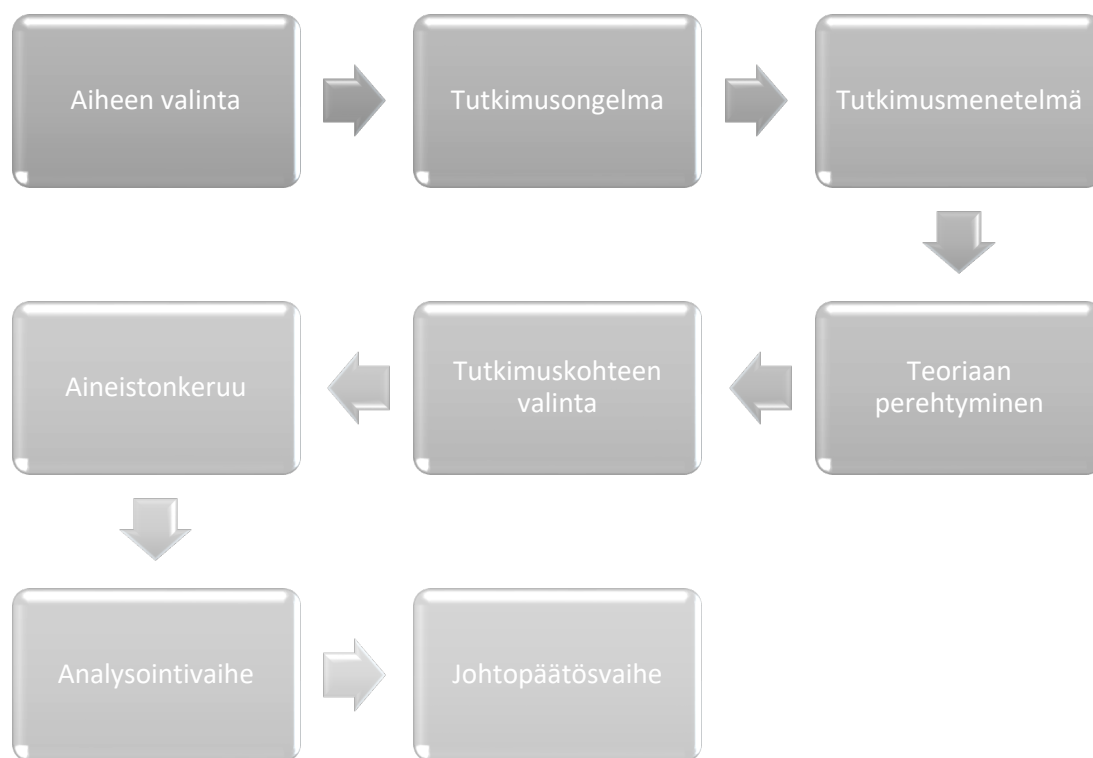 Aiheen valinta
Tutkimusongelma
Tutkimusmenetelmä
Teoriaan
perehtyminen
Tutkimuskohteen
valinta
Aineistonkeruu
Analysointivaihe
Johtopäätösvaihe